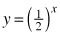 y = (1/2)^x